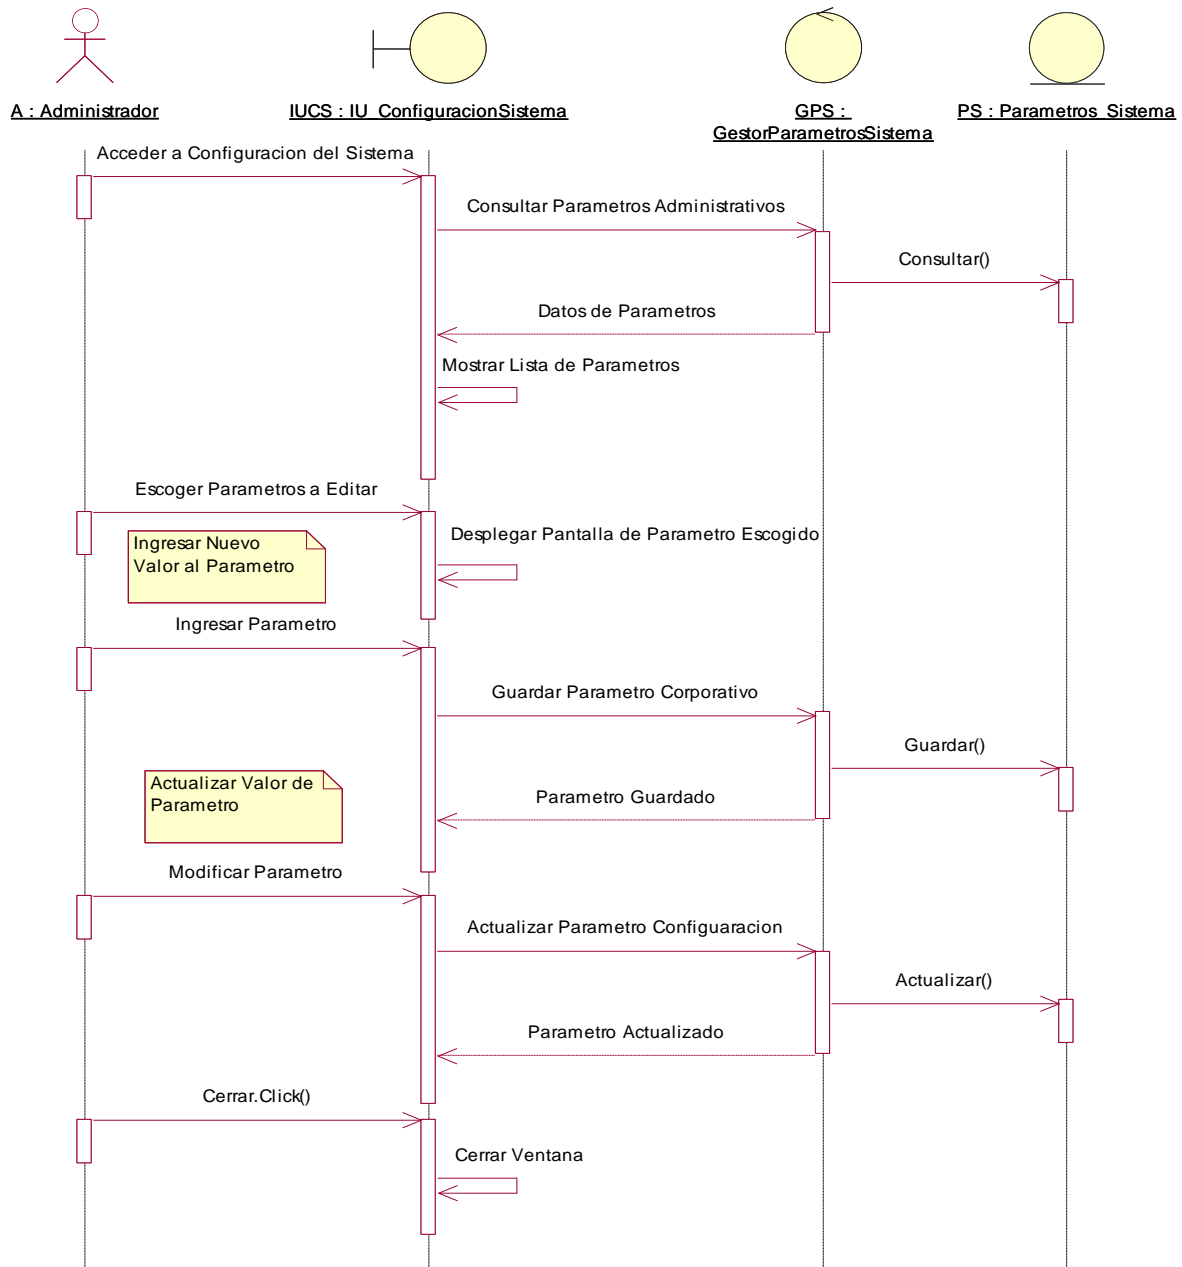 A : Administrador
IUCS : IU_ConfiguracionSistema
GPS :
GestorParametrosSistema
PS : Parametros_Sistema
Acceder a Configuracion del Sistema
Consultar Parametros Administrativos
Consultar()
Datos de Parametros
Mostrar Lista de Parametros
Escoger Parametros a Editar
Desplegar Pantalla de Parametro Escogido
Ingresar Nuevo
Valor al Parametro
Ingresar Parametro
Guardar Parametro Corporativo
Guardar()
Actualizar Valor de
Parametro
Parametro Guardado
Modificar Parametro
Actualizar Parametro Configuaracion
Actualizar()
Parametro Actualizado
Cerrar.Click()
Cerrar Ventana